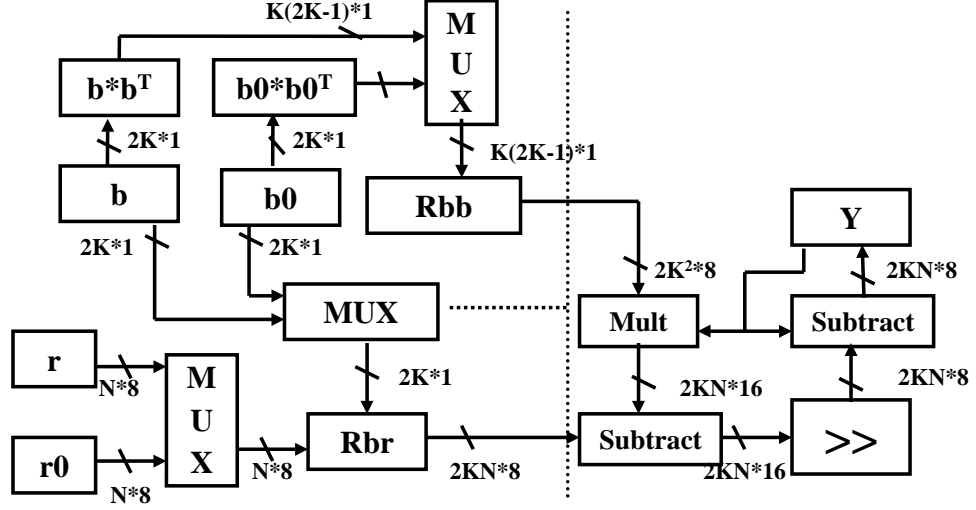 K(2K-1)*1
M
U
X
b*bᵀ
b0*b0ᵀ
2K*1
2K*1
K(2K-1)*1
b
b0
Rbb
Y
2K*1
2K*1
2K²*8
2KN*8
MUX
Mult
Subtract
r
M
U
X
N*8
2K*1
2KN*16
2KN*8
r0
Rbr
Subtract
>>
N*8
N*8
2KN*8
2KN*16